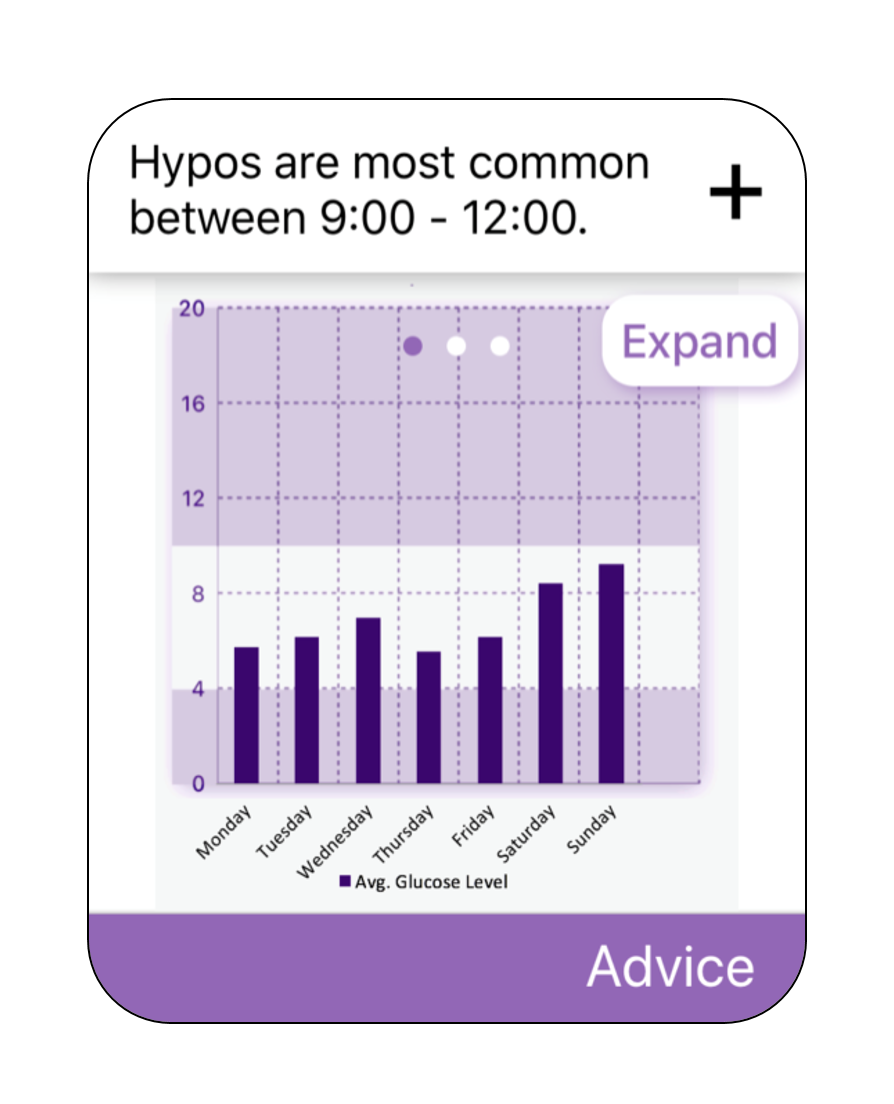 Hypos are most common
between 9:00 - 12:00.
+
Expand
20
16
12
8
4
0
Monday
Tuesday
Wednesday
Thursday
Friday
Saturday
Sunday
Avg. Glucose Level
Advice